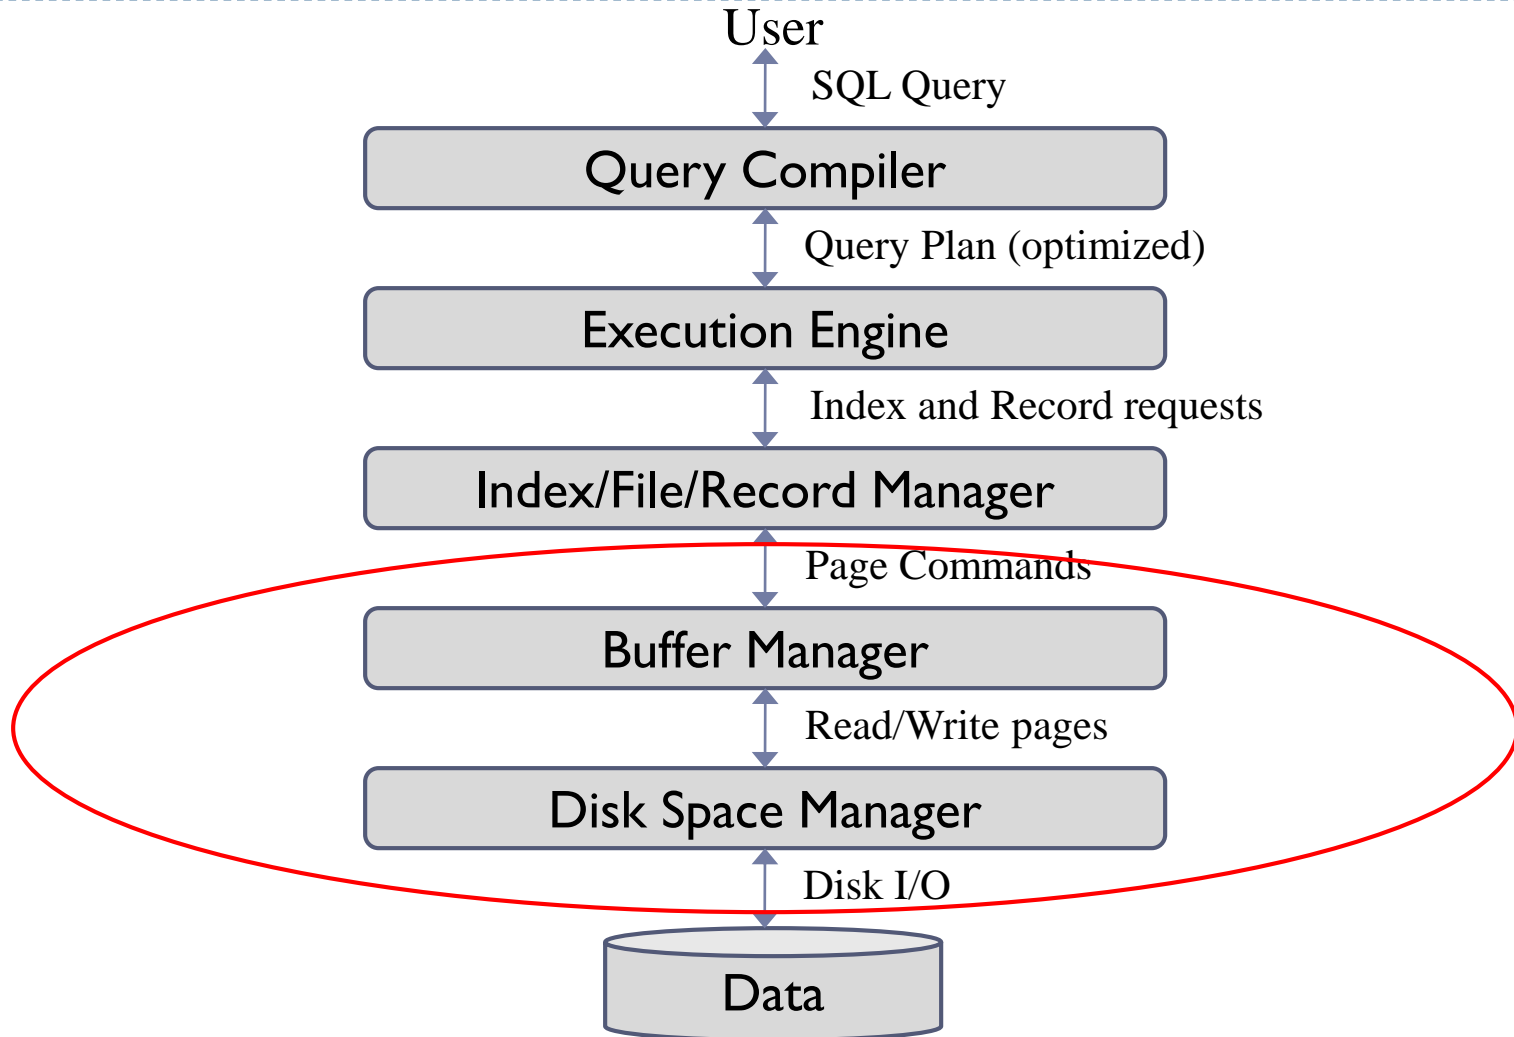 User
SQL Query
Query Compiler
Query Plan (optimized)
Execution Engine
Index and Record requests
Index/File/Record Manager
Page Commands
Buffer Manager
Read/Write pages
Disk Space Manager
Disk I/O
Data